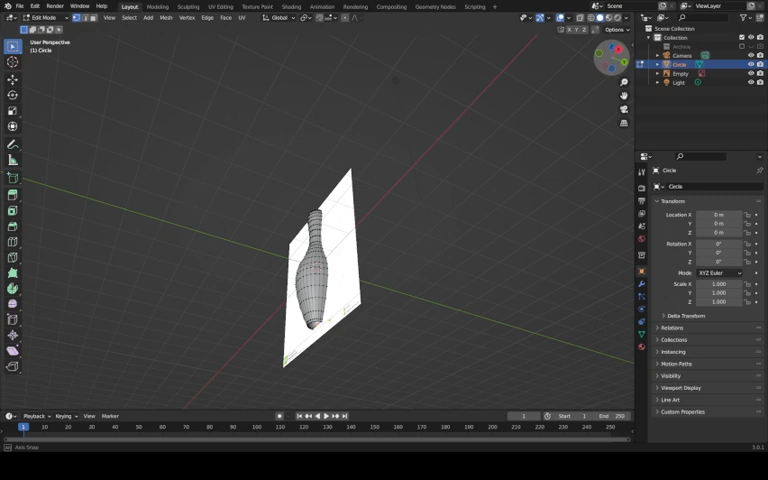 File Edit Render Window Help Layout Modeling Sculpting UV Editing Texture Paint Shading Animation Rendering Compositing Geometry Nodes Scripting Scene ViewLayer
Edit Mode View Select Add Mesh Vertex Edge Face UV Global
X Y Z Options
User Perspective
(1) Circle
Scene Collection
Collection
Archive
Camera
Circle
Empty
Light
Circle
Circle
Transform
Location X 0 m
Y 0 m
Z 0 m
Rotation X 0°
Y 0°
Z 0°
Mode XYZ Euler
Scale X 1.000
Y 1.000
Z 1.000
Delta Transform
Relations
Collections
Instancing
Motion Paths
Visibility
Viewport Display
Line Art
Custom Properties
Playback Keying View Marker 1 Start 1 End 250
1 10 20 30 40 50 60 70 80 90 100 110 120 130 140 150 160 170 180 190 200 210 220 230 240 250
Axis Snap 3.0.1